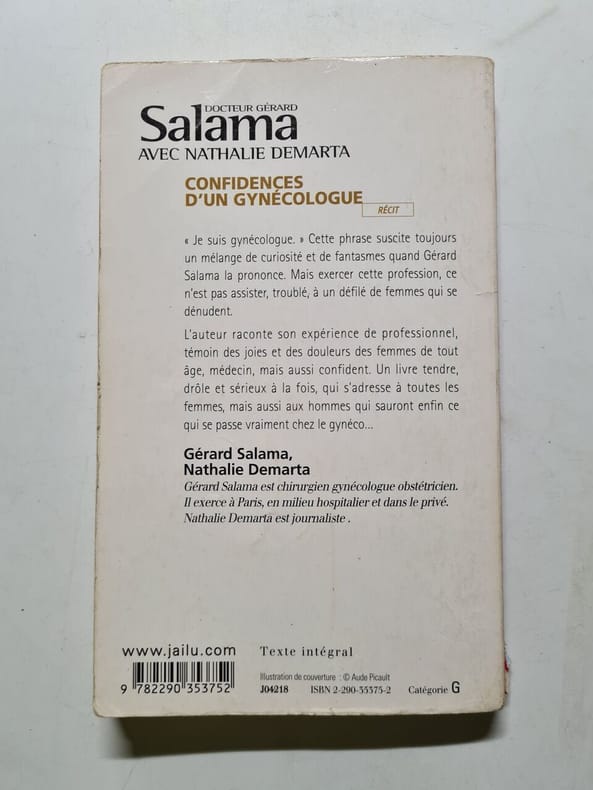 DOCTEUR GÉRARD
Salama
AVEC NATHALIE DEMARTA
CONFIDENCES
D'UN GYNÉCOLOGUE
RÉCIT
« Je suis gynécologue. » Cette phrase suscite toujours
un mélange de curiosité et de fantasmes quand Gérard
Salama la prononce. Mais exercer cette profession, ce
n'est pas assister, troublé, à un défilé de femmes qui se
dénudent.
L'auteur raconte son expérience de professionnel,
témoin des joies et des douleurs des femmes de tout
âge, médecin, mais aussi confident. Un livre tendre,
drôle et sérieux à la fois, qui s'adresse à toutes les
femmes, mais aussi aux hommes qui sauront enfin ce
qui se passe vraiment chez le gynéco...
Gérard Salama,
Nathalie Demarta
Gérard Salama est chirurgien gynécologue obstétricien.
Il exerce à Paris, en milieu hospitalier et dans le privé.
Nathalie Demarta est journaliste .
www.jailu.com Texte intégral
Illustration de couverture : © Aude Picault
9 782290 353752 J04218 ISBN 2-290-35375-2 Catégorie G